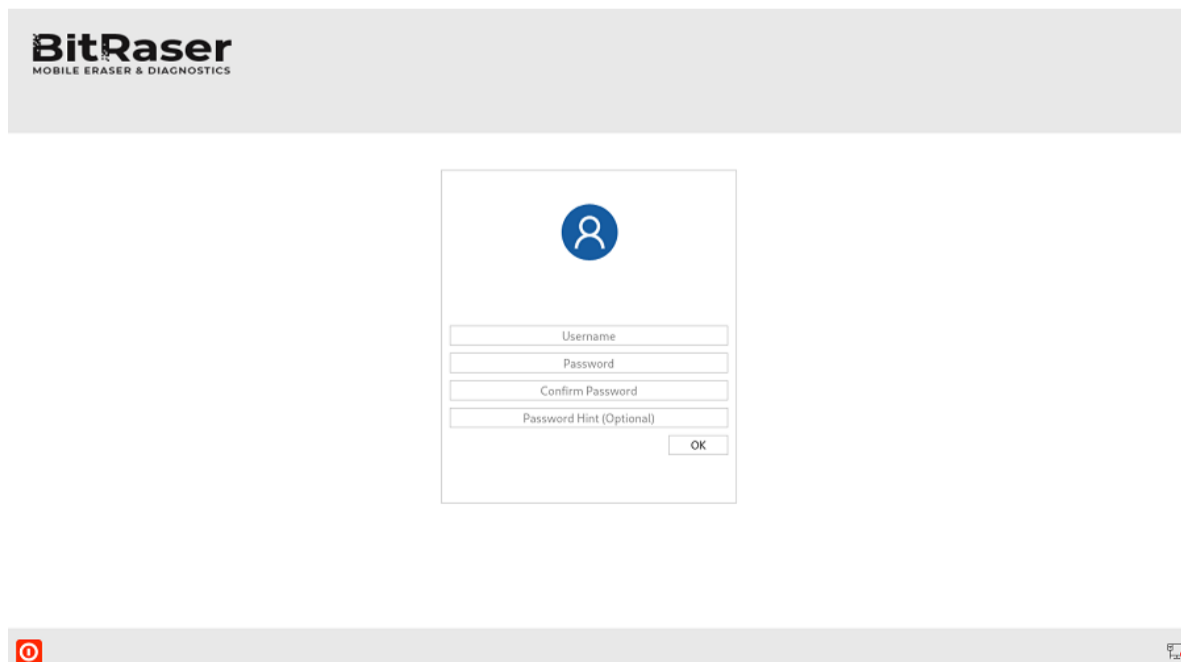 BitRaser
MOBILE ERASER & DIAGNOSTICS
Username
Password
Confirm Password
Password Hint (Optional)
OK